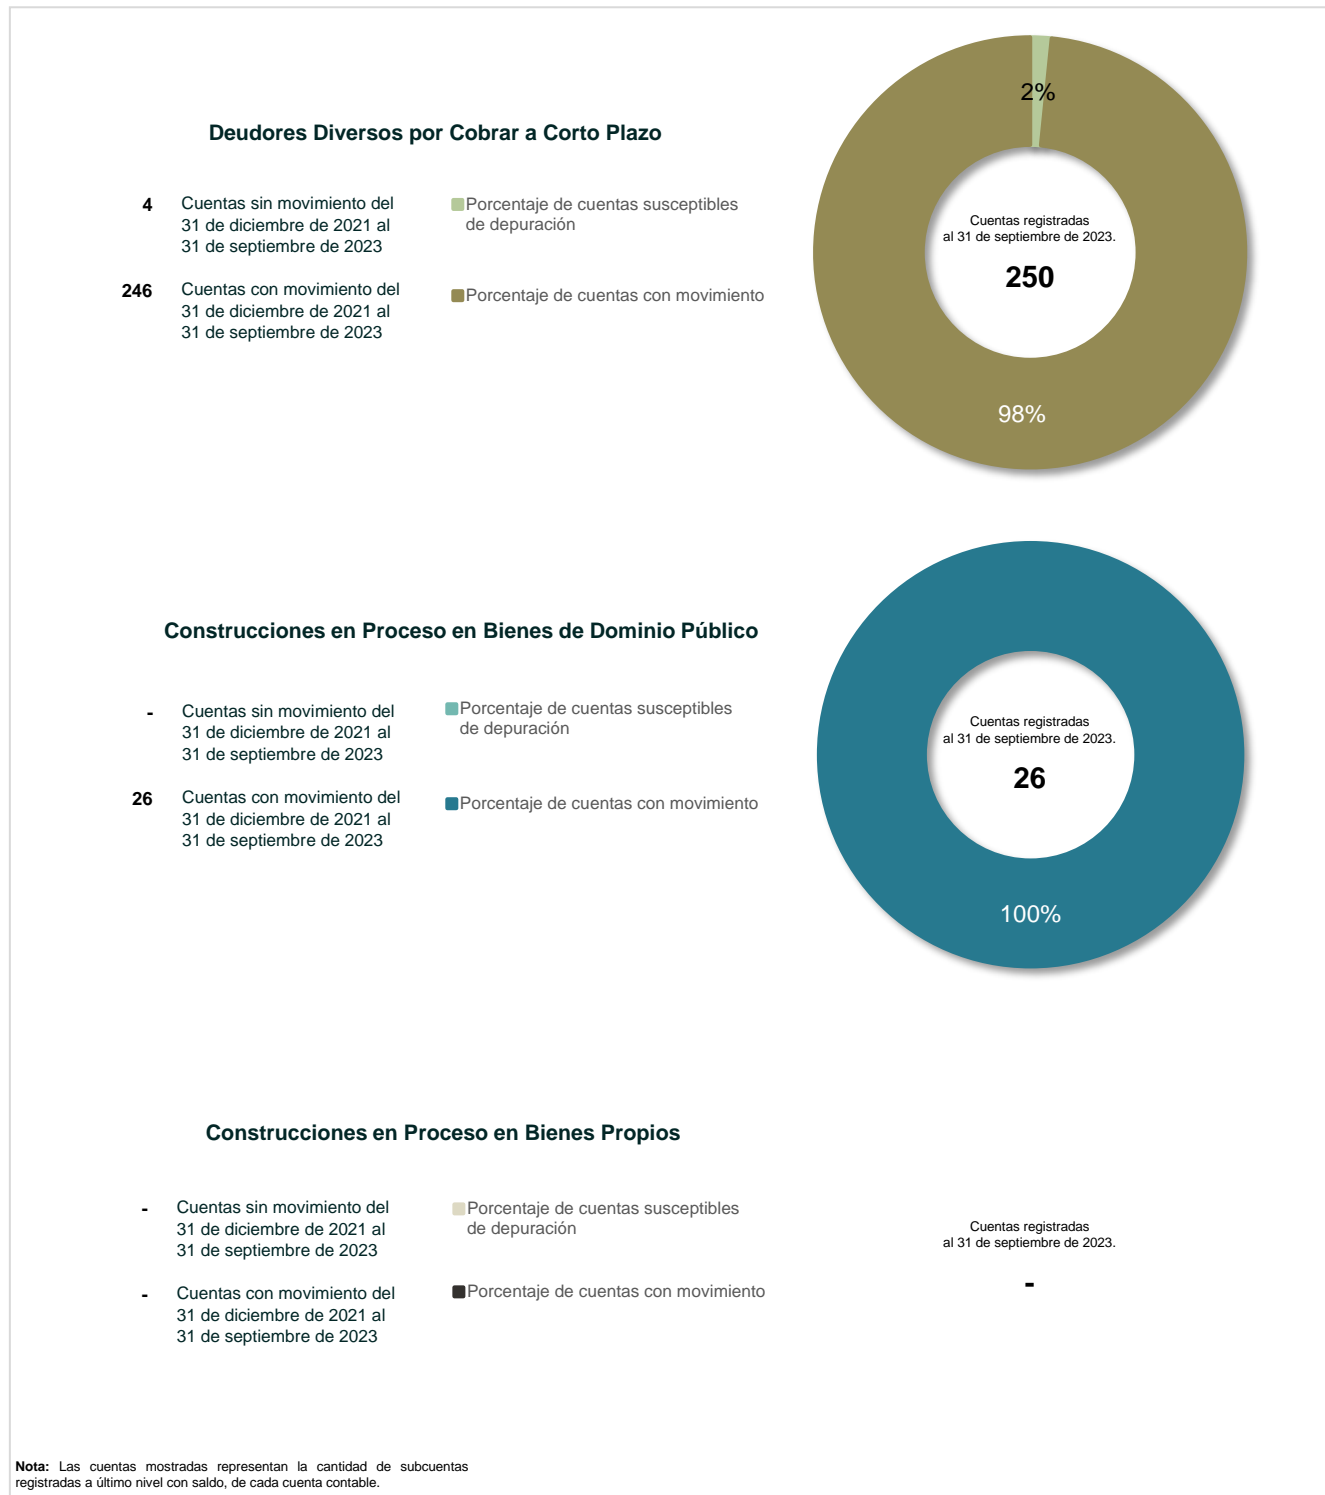 2%
Deudores Diversos por Cobrar a Corto Plazo
4 Cuentas sin movimiento del
31 de diciembre de 2021 al
31 de septiembre de 2023
Porcentaje de cuentas susceptibles
de depuración
246 Cuentas con movimiento del
31 de diciembre de 2021 al
31 de septiembre de 2023
Porcentaje de cuentas con movimiento
Cuentas registradas
al 31 de septiembre de 2023.
250
98%
Construcciones en Proceso en Bienes de Dominio Público
- Cuentas sin movimiento del
31 de diciembre de 2021 al
31 de septiembre de 2023
Porcentaje de cuentas susceptibles
de depuración
26 Cuentas con movimiento del
31 de diciembre de 2021 al
31 de septiembre de 2023
Porcentaje de cuentas con movimiento
Cuentas registradas
al 31 de septiembre de 2023.
26
100%
Construcciones en Proceso en Bienes Propios
- Cuentas sin movimiento del
31 de diciembre de 2021 al
31 de septiembre de 2023
Porcentaje de cuentas susceptibles
de depuración
- Cuentas con movimiento del
31 de diciembre de 2021 al
31 de septiembre de 2023
Porcentaje de cuentas con movimiento
Cuentas registradas
al 31 de septiembre de 2023.
-
Nota: Las cuentas mostradas representan la cantidad de subcuentas
registradas a último nivel con saldo, de cada cuenta contable.